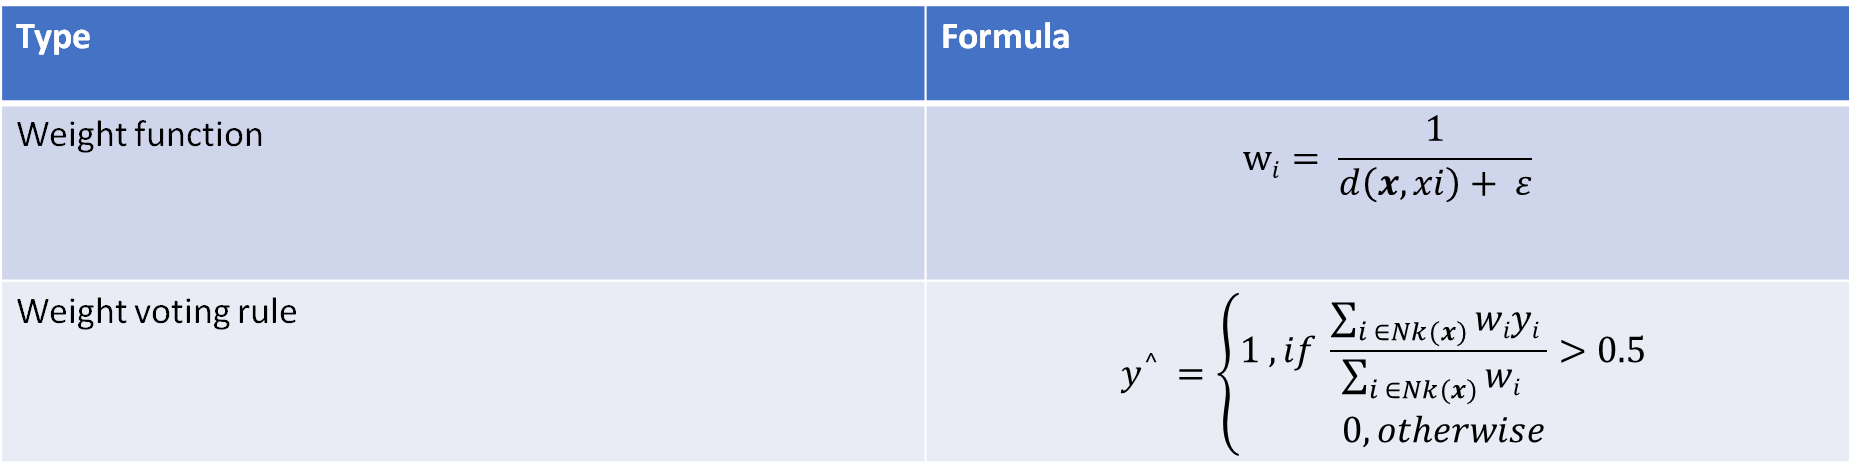 Type
Formula
Weight function
wᵢ = 1 / d(x, xi) + ε
Weight voting rule
y^ = { 1 , if ∑i ∈Nk(x) wᵢyᵢ / ∑i ∈Nk(x) wᵢ > 0.5
0, otherwise